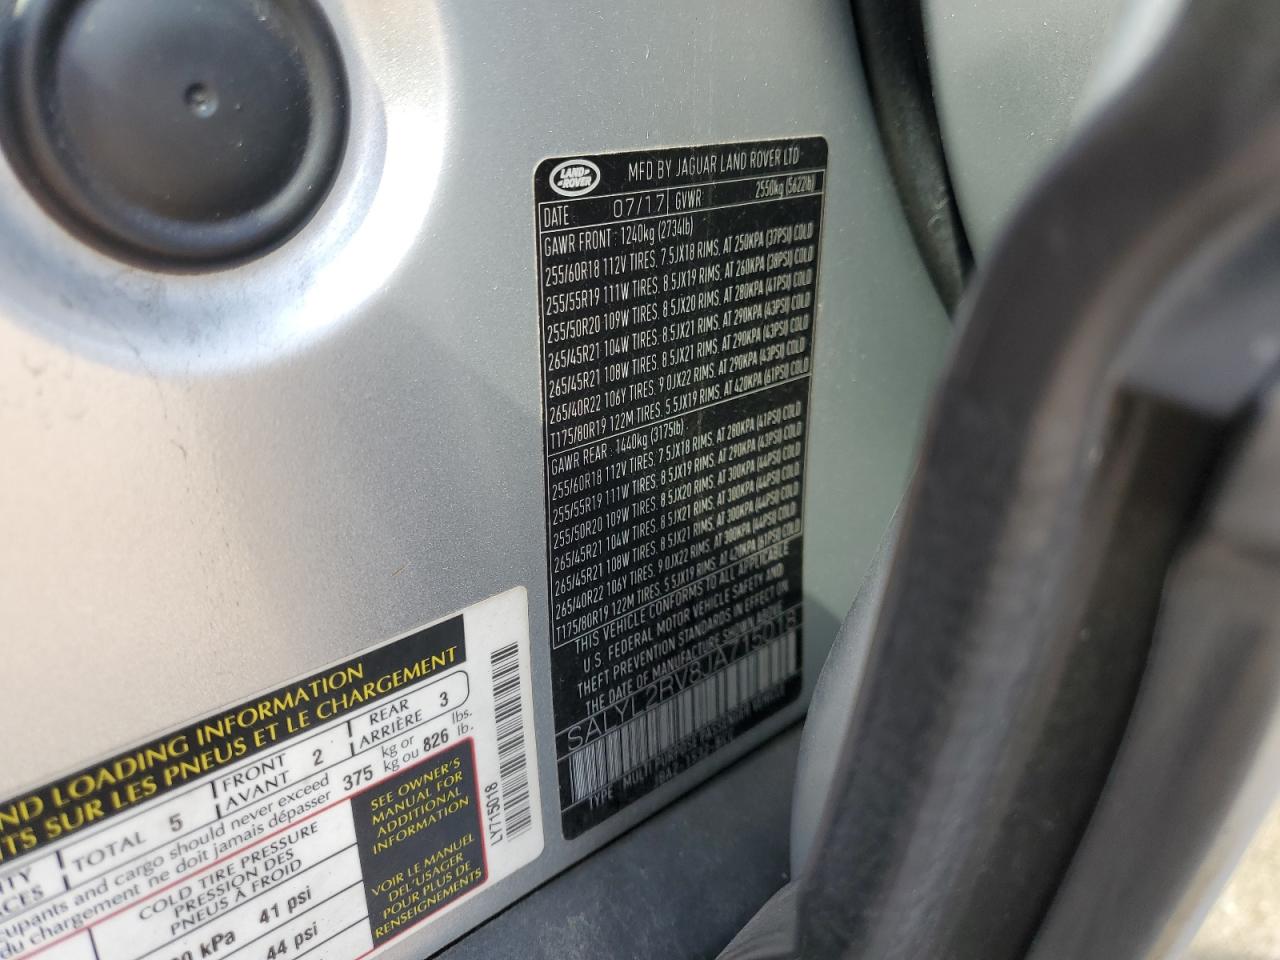 LAND ROVER
MFD BY JAGUAR LAND ROVER LTD
DATE 07/17 GVWR 2550kg (5622lb)
GAWR FRONT : 1240kg (2734lb)
255/60R18 112V TIRES, 7.5JX18 RIMS, AT 250KPA (37PSI) COLD
255/55R19 111W TIRES, 8.5JX19 RIMS, AT 260KPA (38PSI) COLD
255/50R20 109W TIRES, 8.5JX20 RIMS, AT 280KPA (41PSI) COLD
265/45R21 104W TIRES, 8.5JX21 RIMS, AT 290KPA (43PSI) COLD
265/45R21 108W TIRES, 8.5JX21 RIMS, AT 290KPA (43PSI) COLD
265/40R22 106Y TIRES, 9.0JX22 RIMS, AT 290KPA (43PSI) COLD
T175/80R19 122M TIRES, 5.5JX19 RIMS, AT 420KPA (61PSI) COLD
GAWR REAR : 1440kg (3175lb)
255/60R18 112V TIRES, 7.5JX18 RIMS, AT 280KPA (41PSI) COLD
255/55R19 111W TIRES, 8.5JX19 RIMS, AT 290KPA (43PSI) COLD
255/50R20 109W TIRES, 8.5JX20 RIMS, AT 300KPA (44PSI) COLD
265/45R21 104W TIRES, 8.5JX21 RIMS, AT 300KPA (44PSI) COLD
265/45R21 108W TIRES, 8.5JX21 RIMS, AT 300KPA (44PSI) COLD
265/40R22 106Y TIRES, 9.0JX22 RIMS, AT 300KPA (44PSI) COLD
T175/80R19 122M TIRES, 5.5JX19 RIMS, AT 420KPA (61PSI) COLD
THIS VEHICLE CONFORMS TO ALL APPLICABLE
U.S. FEDERAL MOTOR VEHICLE SAFETY AND
THEFT PREVENTION STANDARDS IN EFFECT ON
THE DATE OF MANUFACTURE SHOWN ABOVE
SALYL2RV8JA715018
TYPE : MULTI PURPOSE PASSENGER VEHICLE
ND LOADING INFORMATION
TS SUR LES PNEUS ET LE CHARGEMENT
TOTAL 5
FRONT
AVANT 2
REAR
ARRIÈRE 3
cupants and cargo should never exceed
du chargement ne doit jamais dépasser 375 kg or
kg ou 826 lbs.
lb.
COLD TIRE PRESSURE
PRESSION DES
PNEUS À FROID
kPa 41 psi
44 psi
SEE OWNER'S
MANUAL FOR
ADDITIONAL
INFORMATION
VOIR LE MANUEL
DE L'USAGER
POUR PLUS DE
RENSEIGNEMENTS
LY715018